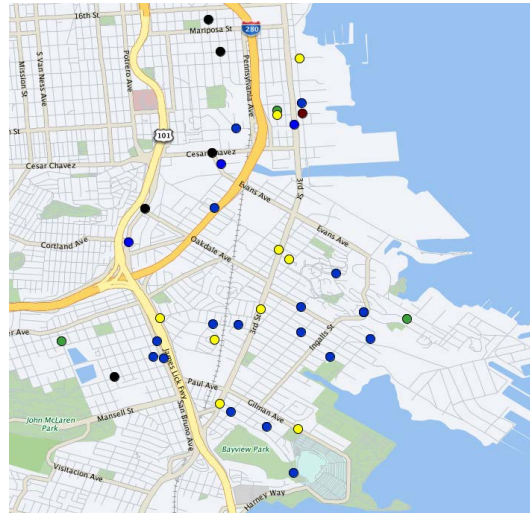 16th St
Mariposa St
280
S Van Ness Ave
Mission St
Potrero Ave
Pennsylvania Ave
101
Cesar Chavez
Cesar Chavez
3rd St
Evans Ave
Evans Ave
Cortland Ave
Oakdale Ave
3rd St
Ingalls St
James Lick Fwy
Paul Ave
San Bruno Ave
Gilman Ave
Mansell St
John McLaren
Park
Bayview Park
Visitacion Ave
Harney Way